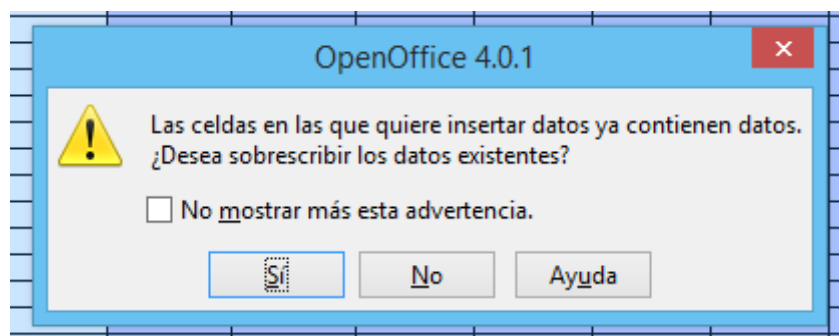 OpenOffice 4.0.1
Las celdas en las que quiere insertar datos ya contienen datos.
¿Desea sobrescribir los datos existentes?
No mostrar más esta advertencia.
Sí No Ayuda